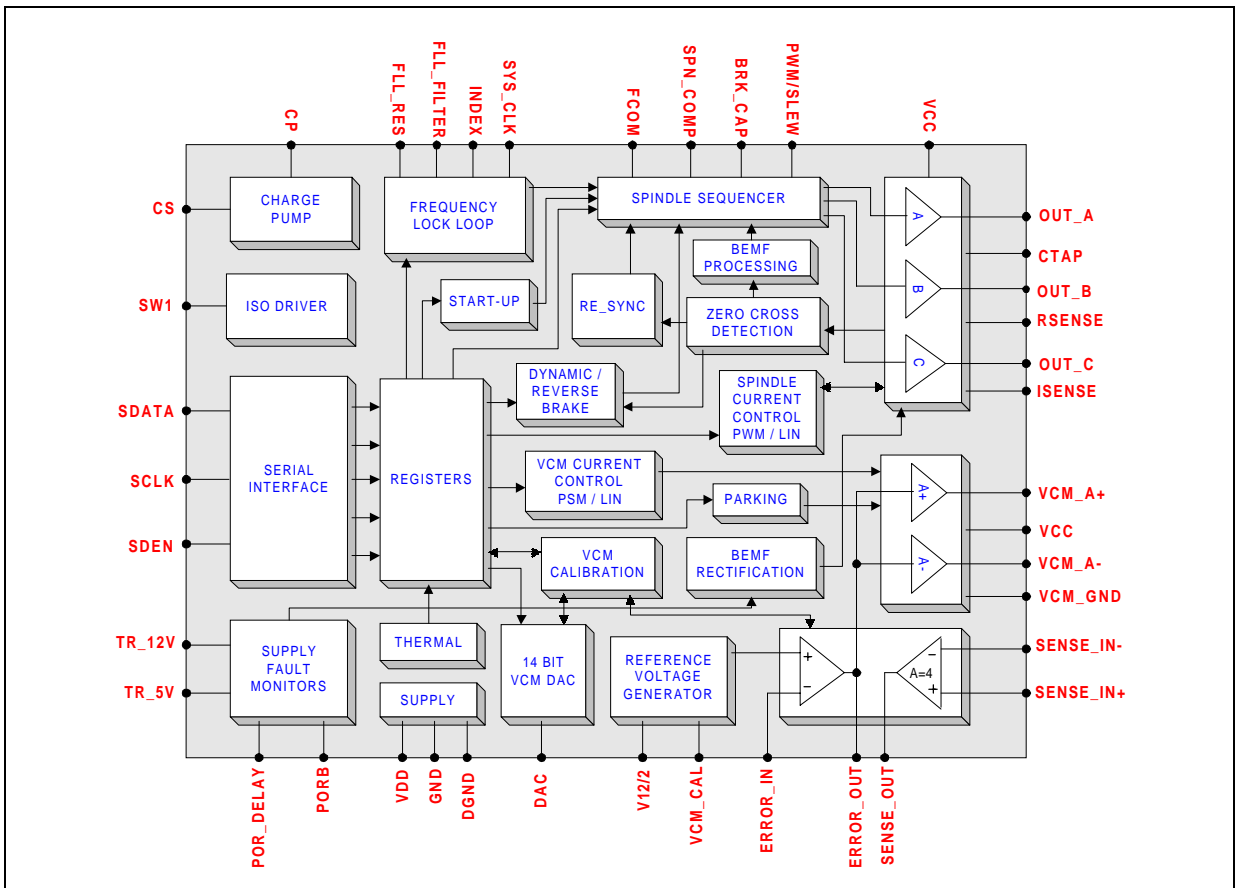 CP
FLL_RES
FLL_FILTER
INDEX
SYS_CLK
FCOM
SPN_COMP
BRK_CAP
PWM/SLEW
VCC
CS
SW1
SDATA
SCLK
SDEN
TR_12V
TR_5V
CHARGE
PUMP
FREQUENCY
LOCK LOOP
SPINDLE SEQUENCER
A
B
C
ISO DRIVER
START-UP
RE_SYNC
BEMF
PROCESSING
ZERO CROSS
DETECTION
SERIAL
INTERFACE
REGISTERS
DYNAMIC /
REVERSE
BRAKE
SPINDLE
CURRENT
CONTROL
PWM / LIN
VCM CURRENT
CONTROL
PSM / LIN
PARKING
A+
A-
VCM
CALIBRATION
BEMF
RECTIFICATION
SUPPLY
FAULT
MONITORS
THERMAL
SUPPLY
14 BIT
VCM DAC
REFERENCE
VOLTAGE
GENERATOR
+
–
–
A=4
+
OUT_A
CTAP
OUT_B
RSENSE
OUT_C
ISENSE
VCM_A+
VCC
VCM_A-
VCM_GND
SENSE_IN-
SENSE_IN+
POR_DELAY
PORB
VDD
GND
DGND
DAC
V12/2
VCM_CAL
ERROR_IN
ERROR_OUT
SENSE_OUT